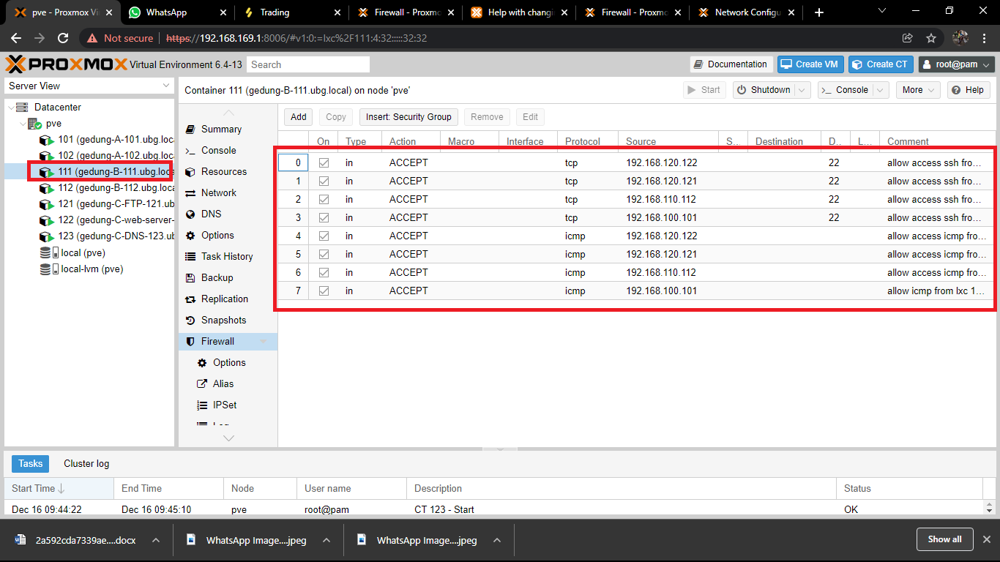 pve - Proxmox Vi
WhatsApp
Trading
Firewall - Proxmo
Help with changi
Firewall - Proxmo
Network Configu
Not secure https://192.168.169.1:8006/#v1:0:=lxc%2F111:4:32:::::32:32
PROXMOX Virtual Environment 6.4-13 Search Documentation Create VM Create CT root@pam
Server View
Container 111 (gedung-B-111.ubg.local) on node 'pve' Start Shutdown Console More Help
Datacenter
pve
101 (gedung-A-101.ubg.loca
102 (gedung-A-102.ubg.loca
111 (gedung-B-111.ubg.loca
112 (gedung-B-112.ubg.loca
121 (gedung-C-FTP-121.ub
122 (gedung-C-web-server-
123 (gedung-C-DNS-123.ub
local (pve)
local-lvm (pve)
Summary
Console
Resources
Network
DNS
Options
Task History
Backup
Replication
Snapshots
Firewall
Options
Alias
IPSet
Add Copy Insert: Security Group Remove Edit
On Type Action Macro Interface Protocol Source S... Destination D... L... Comment
0 in ACCEPT tcp 192.168.120.122 22 allow access ssh fro...
1 in ACCEPT tcp 192.168.120.121 22 allow access ssh fro...
2 in ACCEPT tcp 192.168.110.112 22 allow access ssh fro...
3 in ACCEPT tcp 192.168.100.101 22 allow access ssh fro...
4 in ACCEPT icmp 192.168.120.122 allow access icmp fro...
5 in ACCEPT icmp 192.168.120.121 allow access icmp fro...
6 in ACCEPT icmp 192.168.110.112 allow access icmp fro...
7 in ACCEPT icmp 192.168.100.101 allow icmp from lxc 1...
Tasks Cluster log
Start Time End Time Node User name Description Status
Dec 16 09:44:22 Dec 16 09:45:10 pve root@pam CT 123 - Start OK
2a592cda7339ae....docx
WhatsApp Image....jpeg
WhatsApp Image....jpeg
Show all